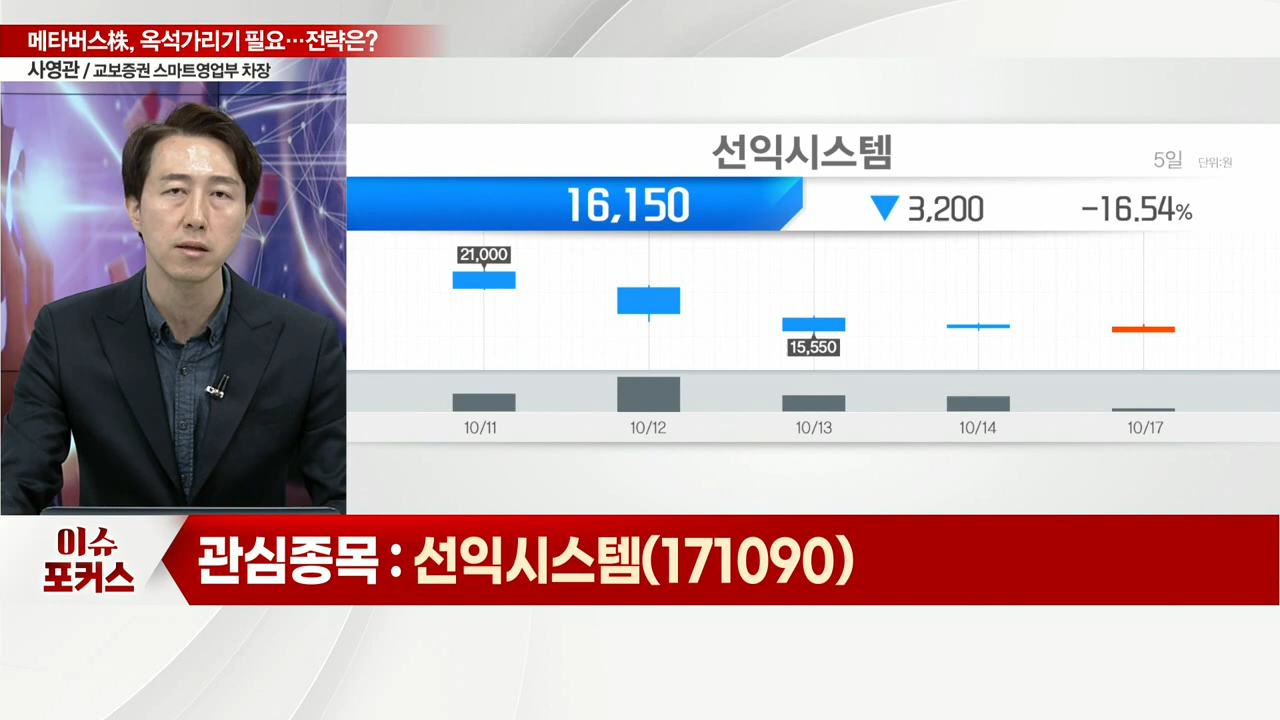 메타버스株, 옥석가리기 필요…전략은?
사영관 / 교보증권 스마트영업부 차장
선익시스템
5일 단위:원
16,150 ▼ 3,200 -16.54%
21,000
15,550
10/11 10/12 10/13 10/14 10/17
이슈
포커스
관심종목 : 선익시스템(171090)